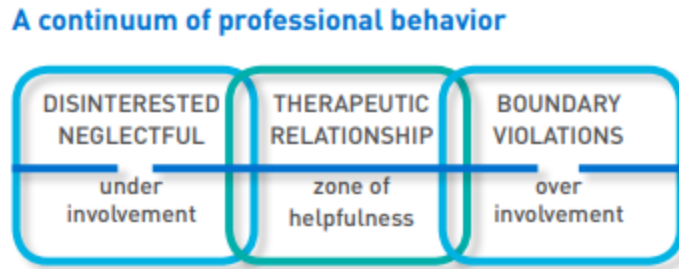 A continuum of professional behavior
DISINTERESTED
NEGLECTFUL
under
involvement
THERAPEUTIC
RELATIONSHIP
zone of
helpfulness
BOUNDARY
VIOLATIONS
over
involvement